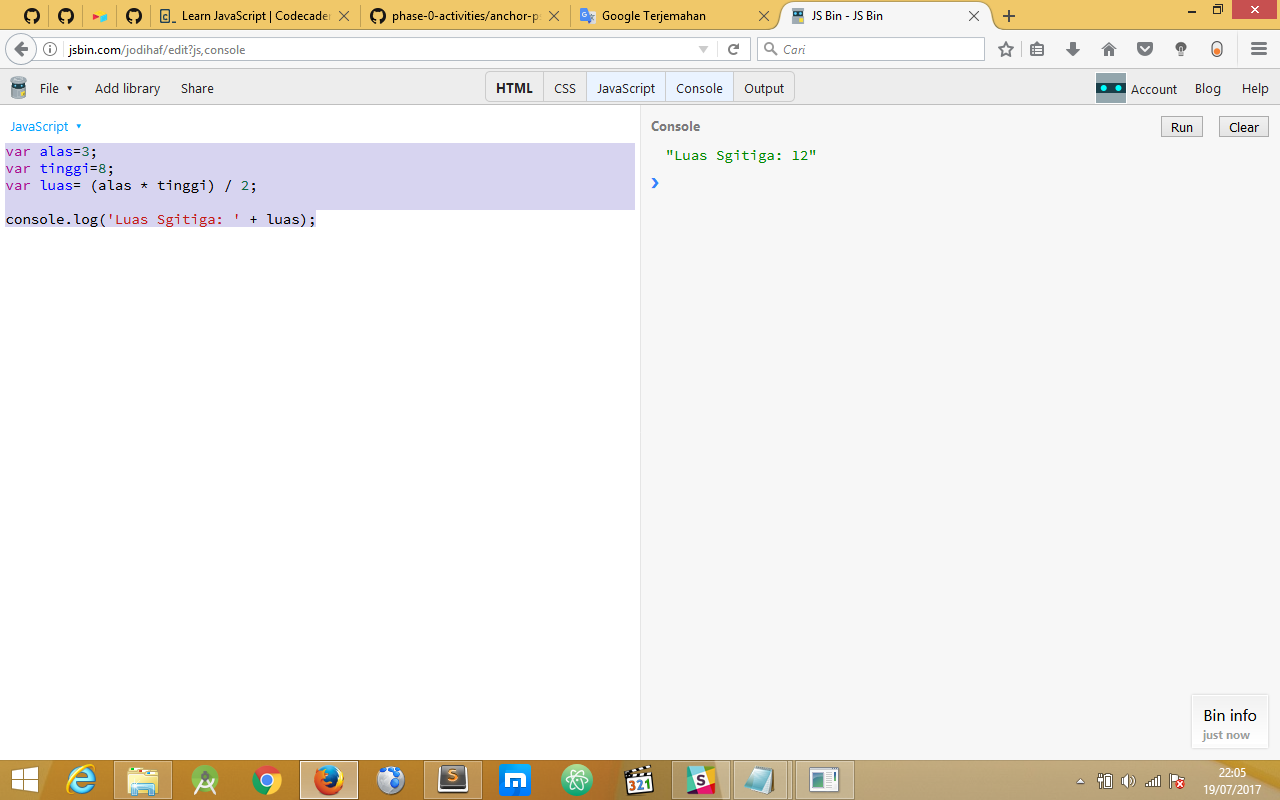 Learn JavaScript | Codecader
phase-0-activities/anchor-ps
Google Terjemahan
JS Bin - JS Bin
jsbin.com/jodihaf/edit?js,console
Cari
File
Add library
Share
HTML
CSS
JavaScript
Console
Output
Account
Blog
Help
JavaScript
var alas=3;
var tinggi=8;
var luas= (alas * tinggi) / 2;
console.log('Luas Sgitiga: ' + luas);
Console
Run
Clear
"Luas Sgitiga: 12"
Bin info
just now
321
22:05
19/07/2017